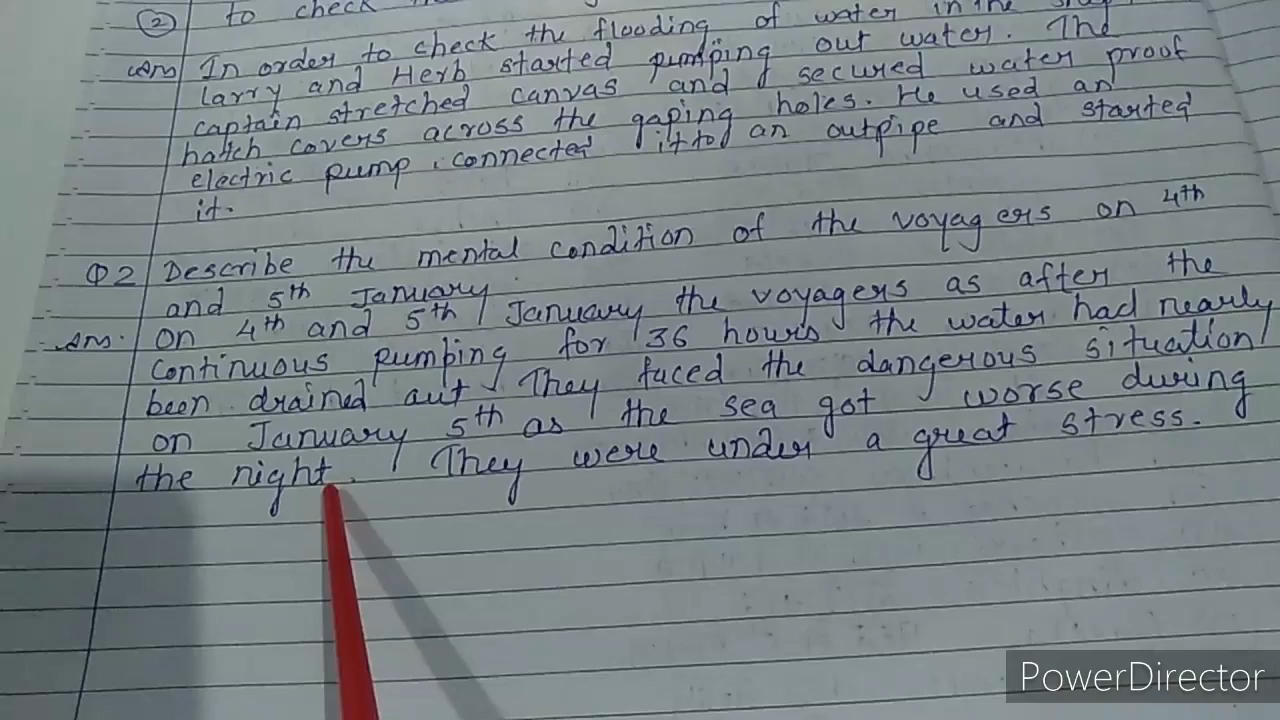 ② to check the
Ans In order to check the flooding of water in the
Larry and Herb started pumping out water. The
captain stretched canvas and secured water proof
hatch covers across the gaping holes. He used an
electric pump, connected it to an outpipe and started
it.
Q2 Describe the mental condition of the voyagers on 4th
and 5th January.
Ans. On 4th and 5th January the voyagers as after the
continuous pumping for 36 hours the water had nearly
been drained out. They faced the dangerous situation
on January 5th as the sea got worse during
the night. They were under a great stress.
PowerDirector